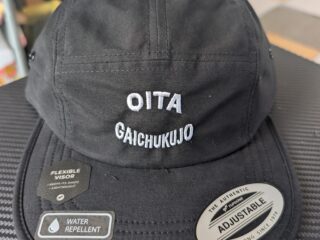 OITA
GAICHUKUJO
FLEXIBLE
VISOR
WATER
REPELLENT
THE AUTHENTIC
ADJUSTABLE